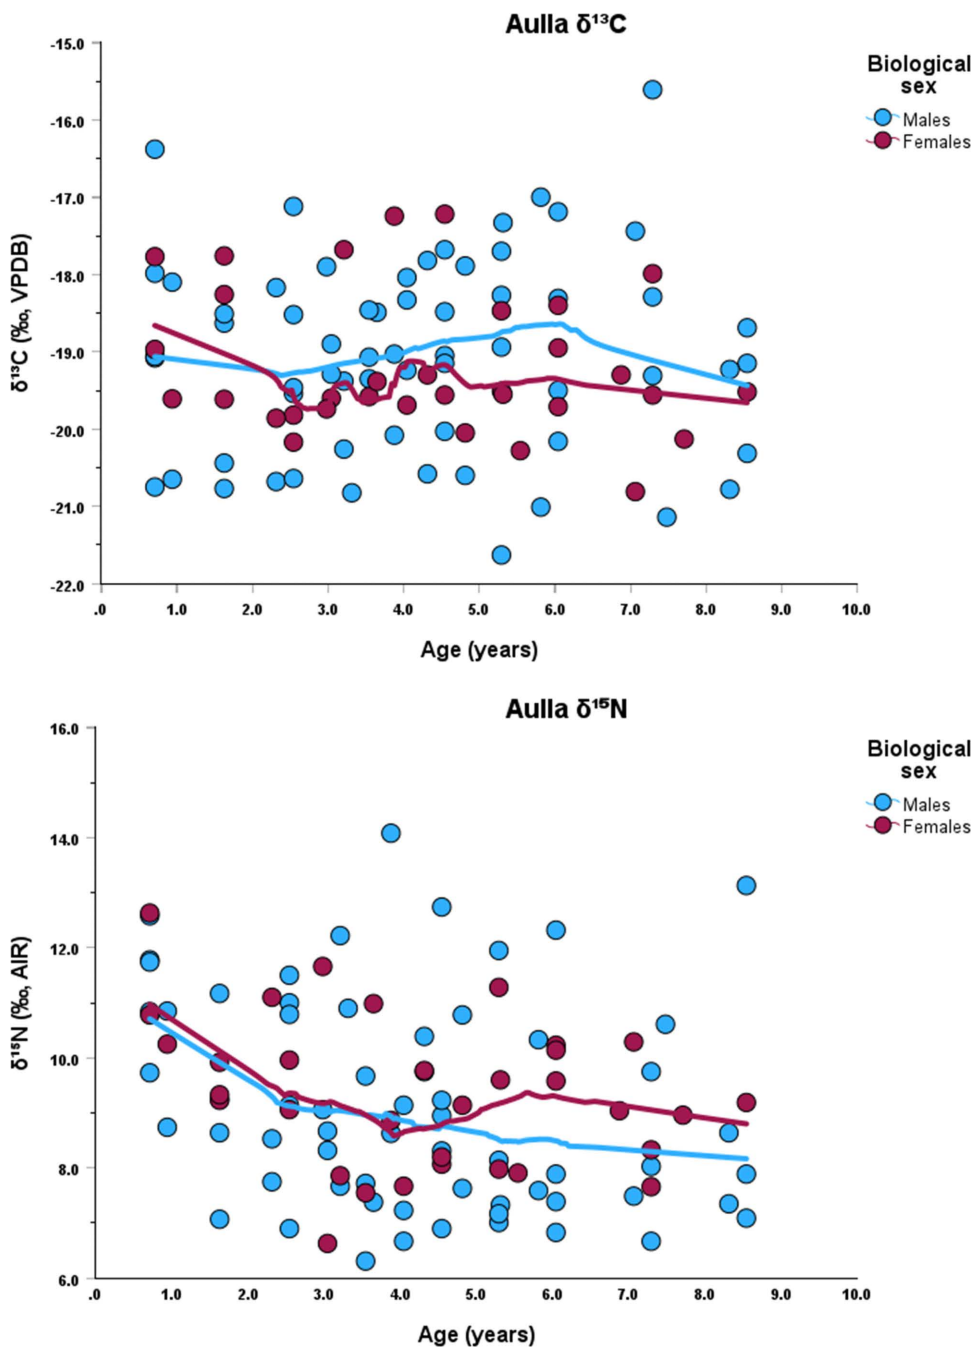 Aulla δ¹³C
-15.0
-16.0
-17.0
-18.0
-19.0
-20.0
-21.0
-22.0
δ¹³C (‰, VPDB)
.0 1.0 2.0 3.0 4.0 5.0 6.0 7.0 8.0 9.0 10.0
Age (years)
Biological
sex
Males
Females
Aulla δ¹⁵N
16.0
14.0
12.0
10.0
8.0
6.0
δ¹⁵N (‰, AIR)
.0 1.0 2.0 3.0 4.0 5.0 6.0 7.0 8.0 9.0 10.0
Age (years)
Biological
sex
Males
Females